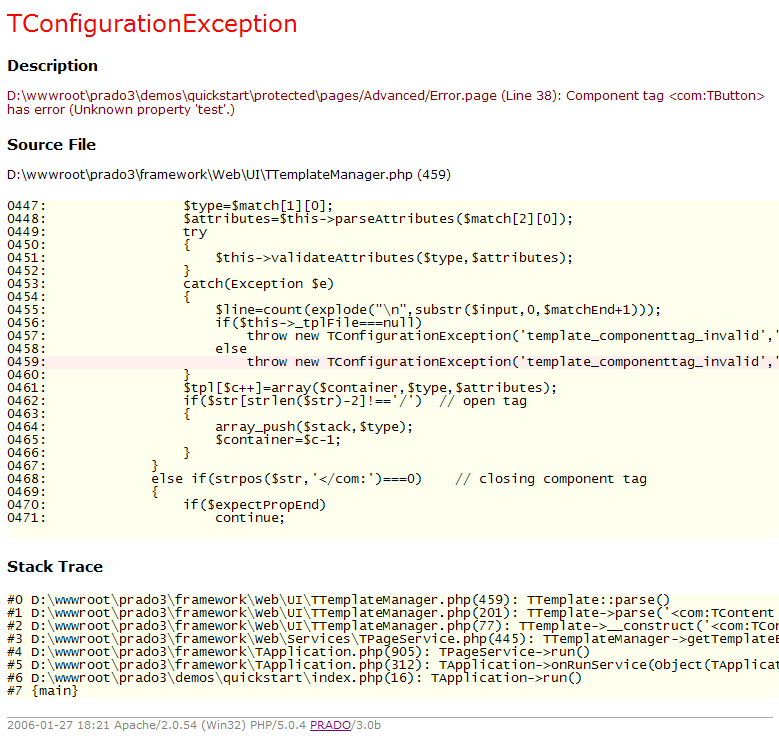 TConfigurationException
Description
D:\wwwroot\prado3\demos\quickstart\protected\pages/Advanced/Error.page (Line 38): Component tag <com:TButton>
has error (Unknown property 'test'.)
Source File
D:\wwwroot\prado3\framework\Web\UI\TTemplateManager.php (459)
0447:                 $type=$match[1][0];
0448:                 $attributes=$this->parseAttributes($match[2][0]);
0449:                 try
0450:                 {
0451:                     $this->validateAttributes($type,$attributes);
0452:                 }
0453:                 catch(Exception $e)
0454:                 {
0455:                     $line=count(explode("\n",substr($input,0,$matchEnd+1)));
0456:                     if($this->_tplFile===null)
0457:                         throw new TConfigurationException('template_componenttag_invalid','
0458:                     else
0459:                         throw new TConfigurationException('template_componenttag_invalid','
0460:                 }
0461:                 $tpl[$c++]=array($container,$type,$attributes);
0462:                 if($str[strlen($str)-2]!=='/')  // open tag
0463:                 {
0464:                     array_push($stack,$type);
0465:                     $container=$c-1;
0466:                 }
0467:             }
0468:             else if(strpos($str,'</com:')===0)    // closing component tag
0469:             {
0470:                 if($expectPropEnd)
0471:                     continue;
Stack Trace
#0 D:\wwwroot\prado3\framework\Web\UI\TTemplateManager.php(459): TTemplate::parse()
#1 D:\wwwroot\prado3\framework\Web\UI\TTemplateManager.php(201): TTemplate->parse('<com:TContent
#2 D:\wwwroot\prado3\framework\Web\UI\TTemplateManager.php(77): TTemplate->__construct('<com:TCon
#3 D:\wwwroot\prado3\framework\Web\Services\TPageService.php(445): TTemplateManager->getTemplateB
#4 D:\wwwroot\prado3\framework\TApplication.php(905): TPageService->run()
#5 D:\wwwroot\prado3\framework\TApplication.php(312): TApplication->onRunService(Object(TApplicat
#6 D:\wwwroot\prado3\demos\quickstart\index.php(16): TApplication->run()
#7 {main}
2006-01-27 18:21 Apache/2.0.54 (Win32) PHP/5.0.4 PRADO/3.0b